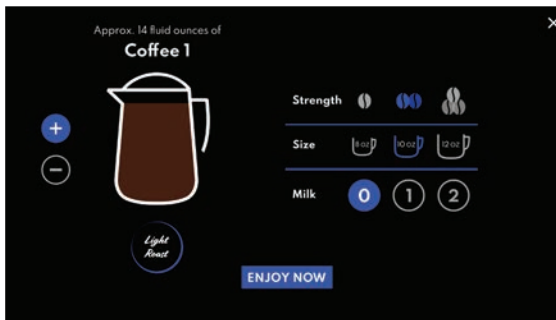 Approx. 14 fluid ounces of
Coffee 1
Strength
Size
8 oz
10 oz
12 oz
Milk
0
1
2
Light
Roast
ENJOY NOW